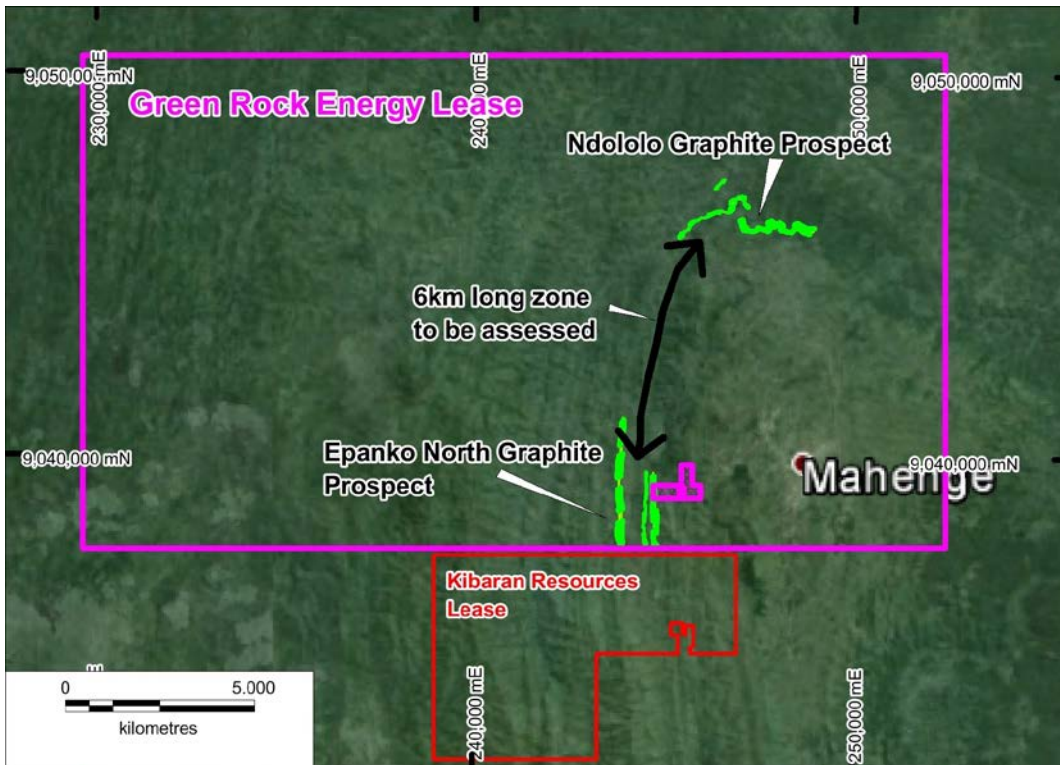 9,050,000 mN
230,000 mE
240,000 mE
50,000 mE
9,050,000 mN
Green Rock Energy Lease
Ndololo Graphite Prospect
6km long zone
to be assessed
9,040,000 mN
Epanko North Graphite
Prospect
9,040,000 mN
Mahenge
Kibaran Resources
Lease
E
240,000 mE
250,000 mE
0
5.000
kilometres